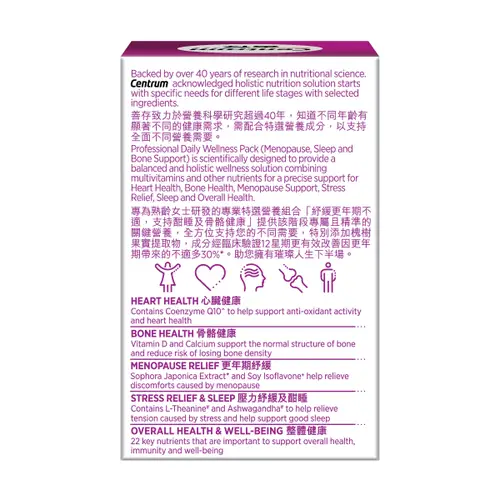 Backed by over 40 years of research in nutritional science.
Centrum acknowledged holistic nutrition solution starts
with specific needs for different life stages with selected
ingredients.
善存致力於營養科學研究超過40年，知道不同年齡有
顯著不同的健康需求，需配合特選營養成分，以支持
全面不同營養需要。
Professional Daily Wellness Pack (Menopause, Sleep and
Bone Support) is scientifically designed to provide a
balanced and holistic wellness solution combining
multivitamins and other nutrients for a precise support for
Heart Health, Bone Health, Menopause Support, Stress
Relief, Sleep and Overall Health.
專為熟齡女士研發的專業特選營養組合「紓緩更年期不
適，支持酣睡及骨骼健康」提供該階段專屬且精準的
關鍵營養，全方位支持您的不同需要，特別添加槐樹
果實提取物，成分經臨床驗證12星期更有效改善因更年
期帶來的不適多30%*。助您擁有璀璨人生下半場。
HEART HEALTH 心臟健康
Contains Coenzyme Q10^ to help support anti-oxidant activity
and heart health
BONE HEALTH 骨骼健康
Vitamin D and Calcium support the normal structure of bone
and reduce risk of losing bone density
MENOPAUSE RELIEF 更年期紓緩
Sophora Japonica Extract* and Soy Isoflavone+ help relieve
discomforts caused by menopause
STRESS RELIEF & SLEEP 壓力紓緩及酣睡
Contains L-Theanine# and Ashwagandha# to help relieve
tension caused by stress and help support good sleep
OVERALL HEALTH & WELL-BEING 整體健康
22 key nutrients that are important to support overall health,
immunity and well-being